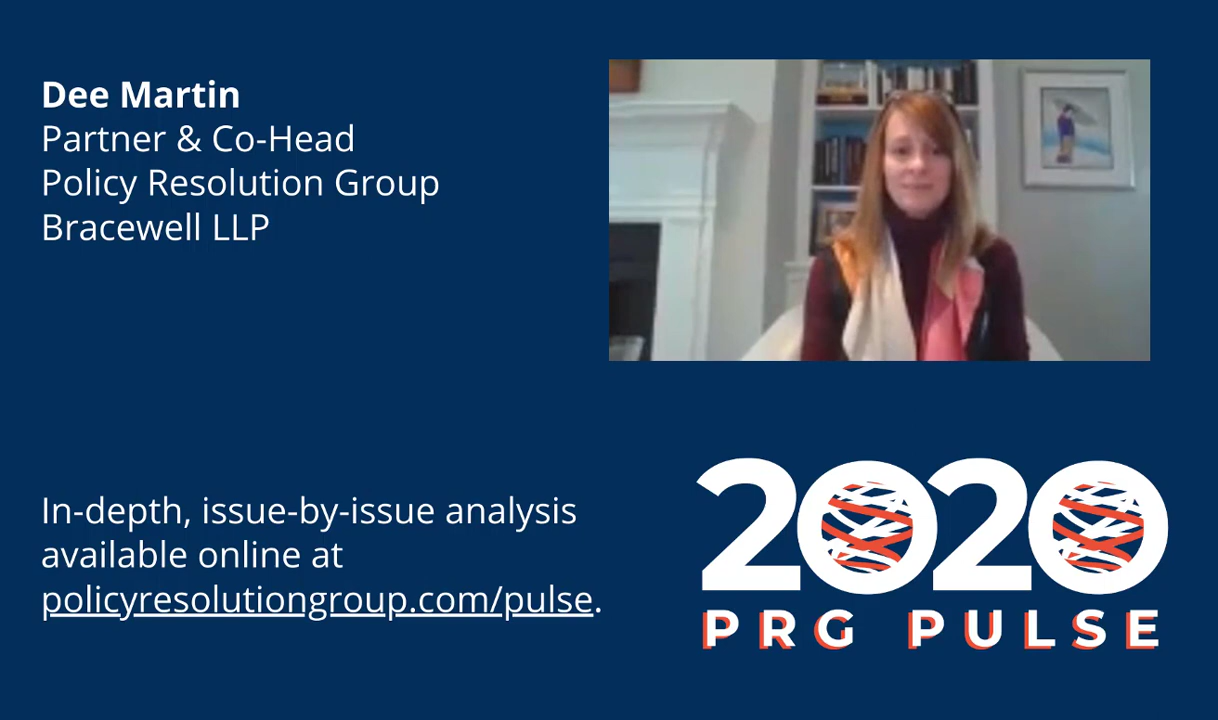 Dee Martin
Partner & Co-Head
Policy Resolution Group
Bracewell LLP
In-depth, issue-by-issue analysis
available online at
policyresolutiongroup.com/pulse.
2020
PRG PULSE